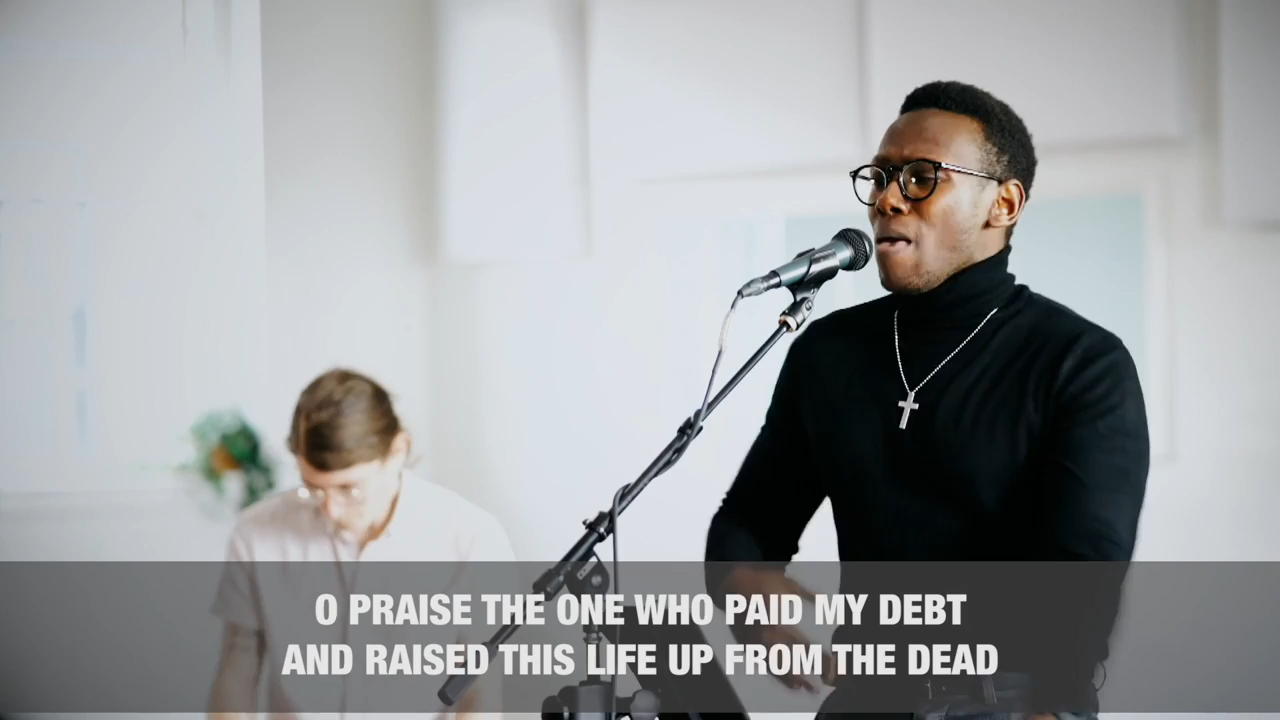 O PRAISE THE ONE WHO PAID MY DEBT
AND RAISED THIS LIFE UP FROM THE DEAD